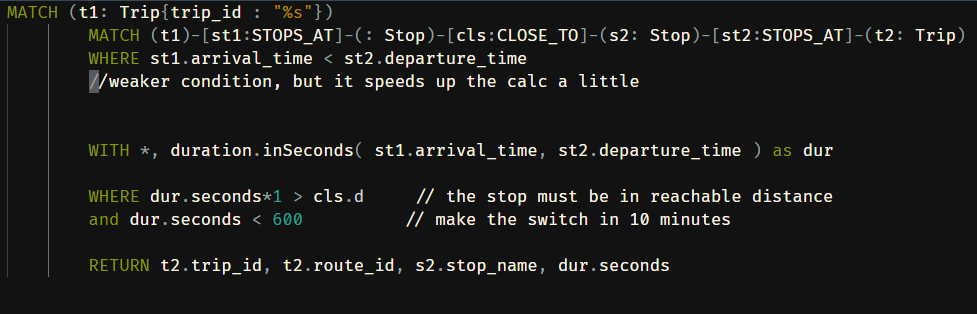 MATCH (t1: Trip{trip_id : "%s"})
MATCH (t1)-[st1:STOPS_AT]-(: Stop)-[cls:CLOSE_TO]-(s2: Stop)-[st2:STOPS_AT]-(t2: Trip)
WHERE st1.arrival_time < st2.departure_time
//weaker condition, but it speeds up the calc a little
WITH *, duration.inSeconds( st1.arrival_time, st2.departure_time ) as dur
WHERE dur.seconds*1 > cls.d // the stop must be in reachable distance
and dur.seconds < 600 // make the switch in 10 minutes
RETURN t2.trip_id, t2.route_id, s2.stop_name, dur.seconds